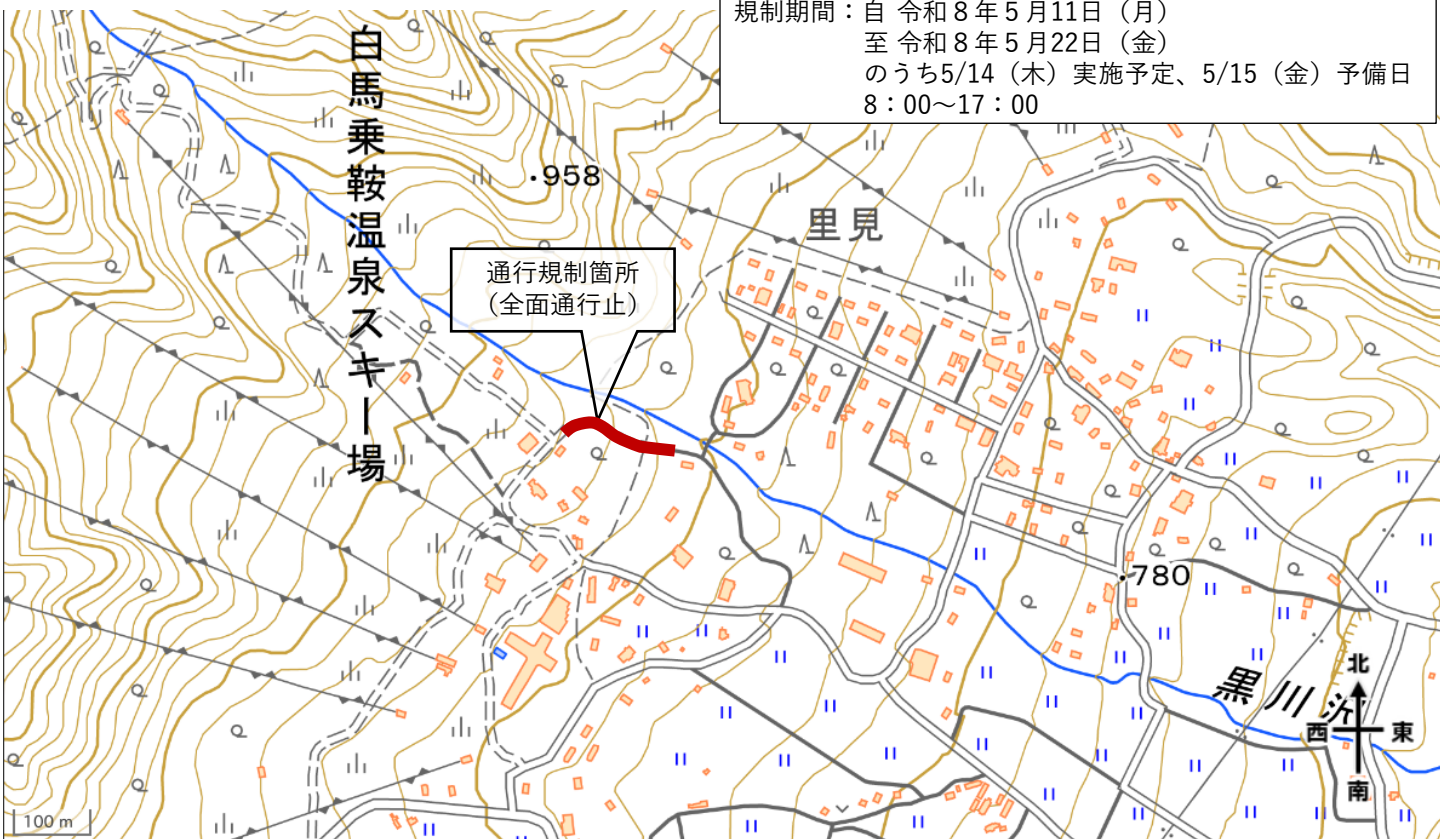 規制期間：自 令和８年５月11日（月）
至 令和８年５月22日（金）
のうち5/14（木）実施予定、5/15（金）予備日
8：00～17：00
白馬乗鞍温泉スキー場
・958
里見
通行規制箇所
（全面通行止）
・780
黒川沢
北
西
東
南
100 m